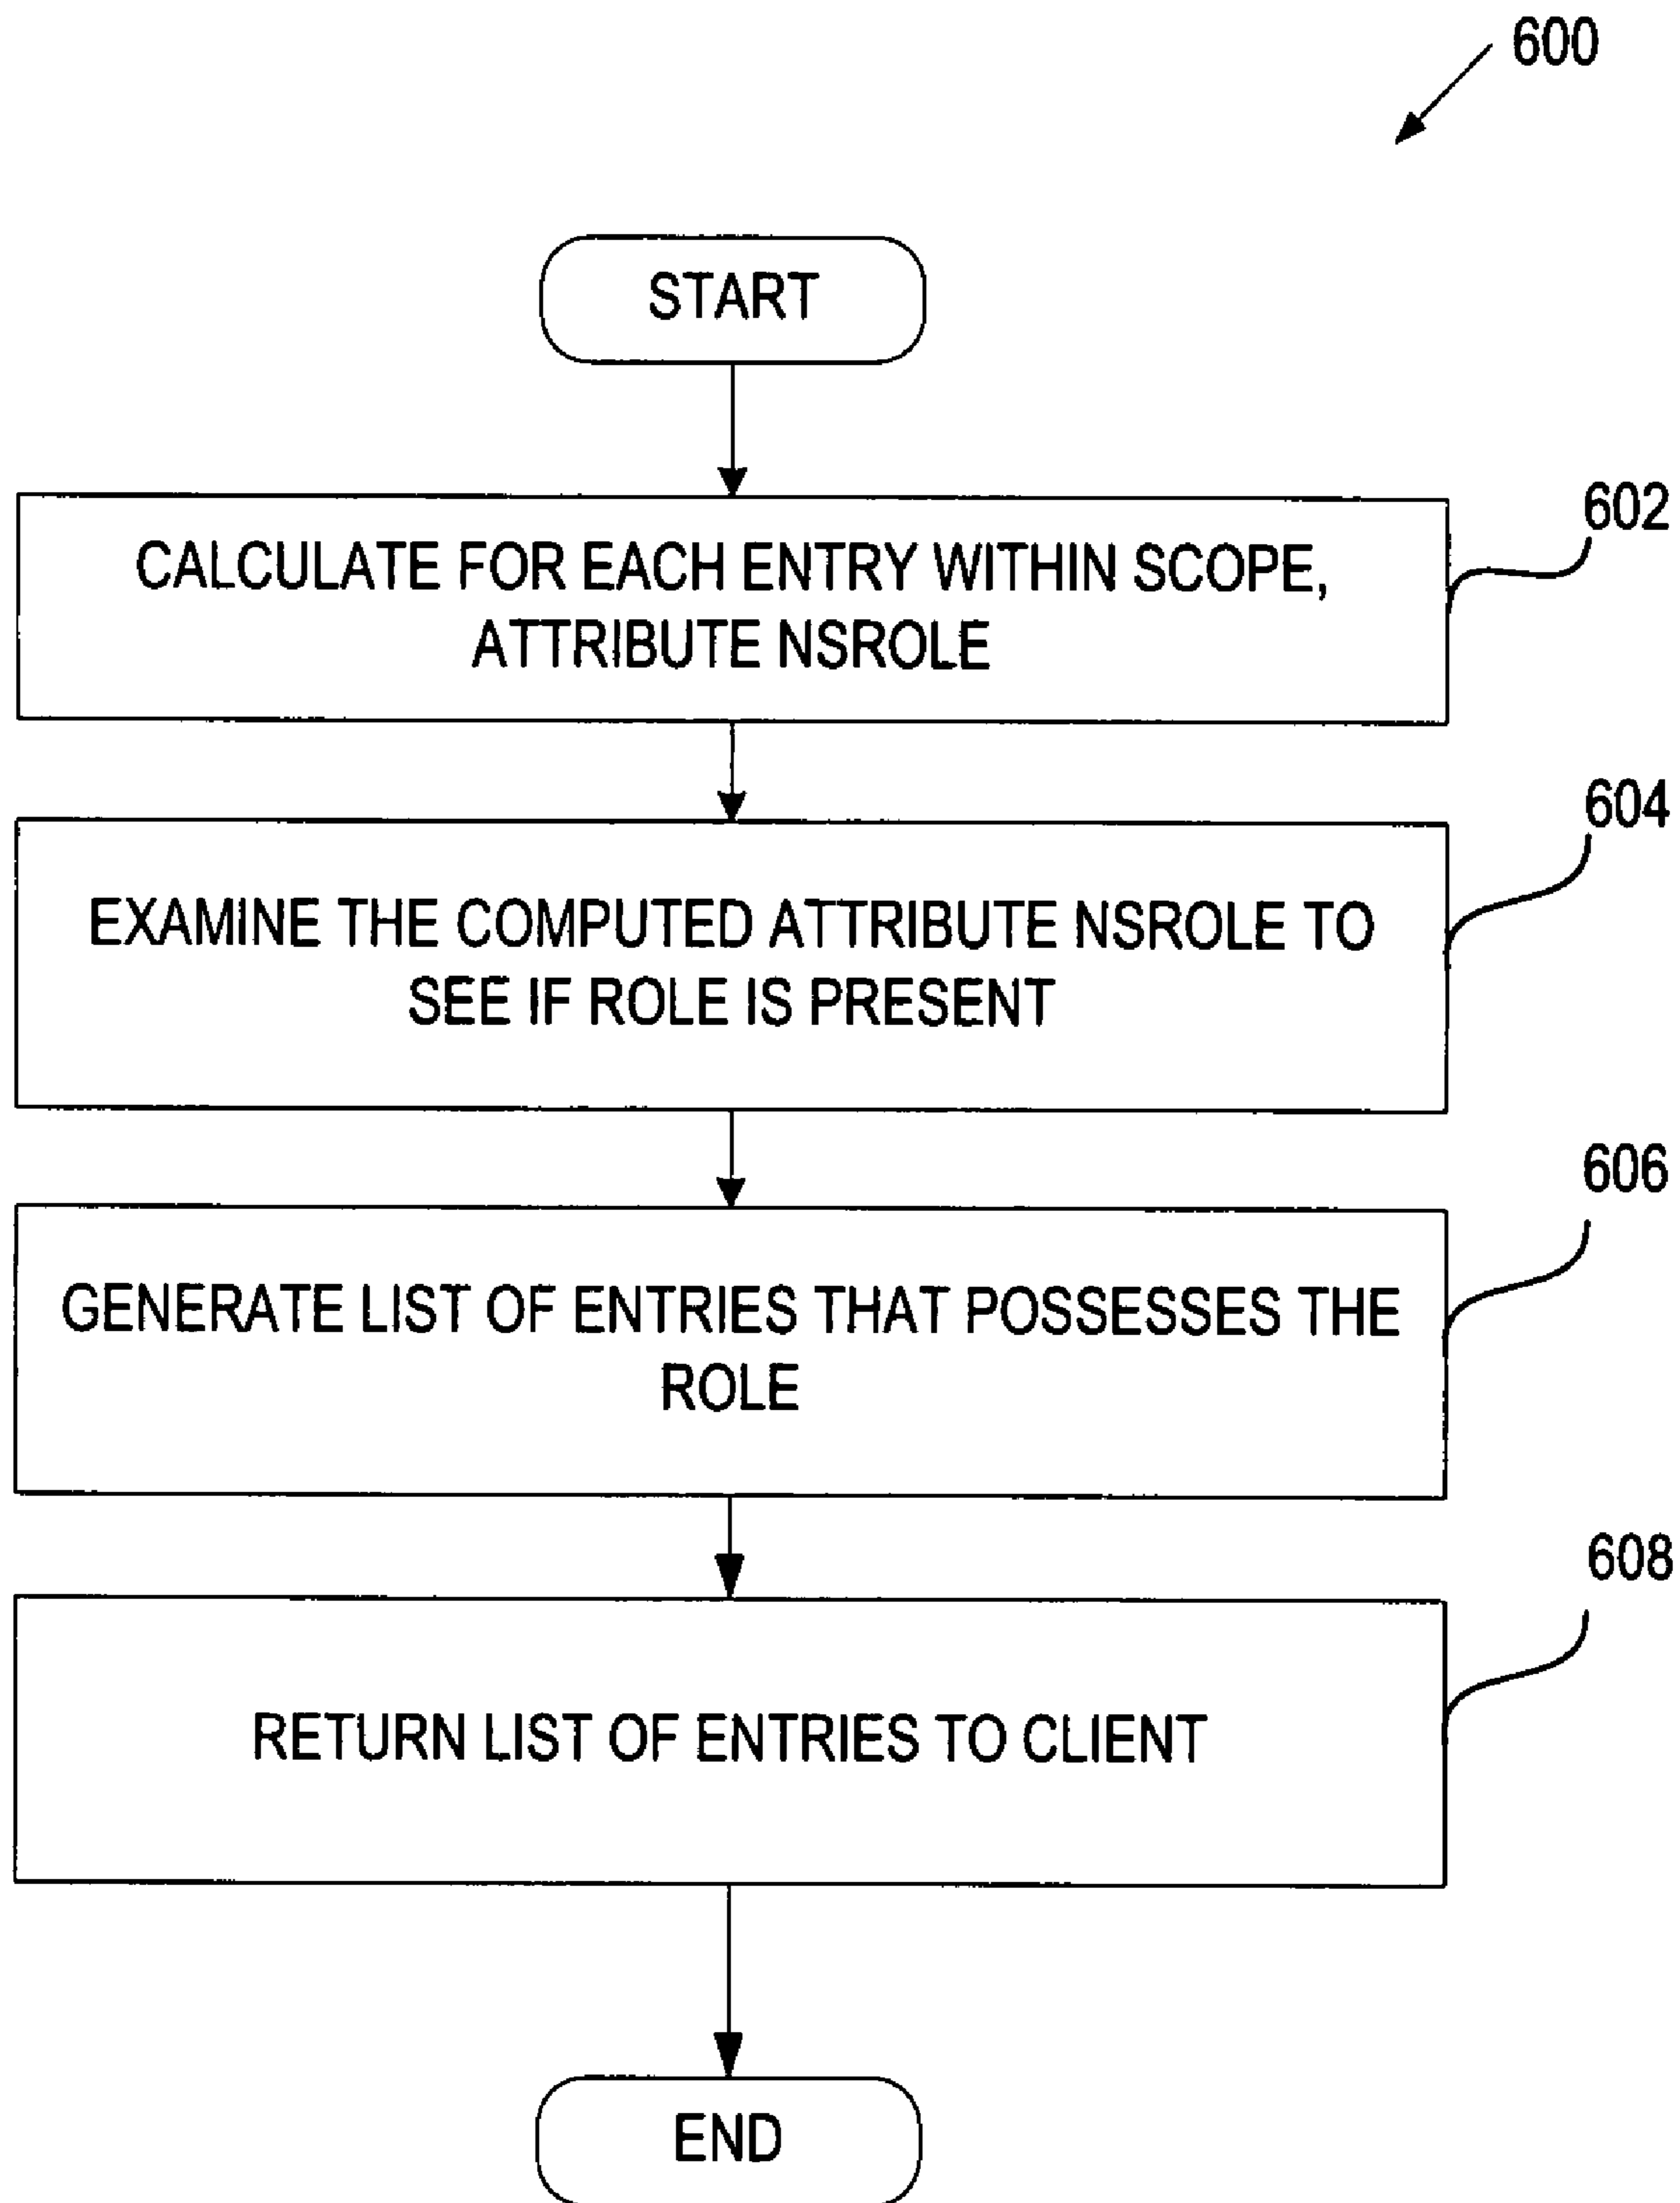 600
START
602
CALCULATE FOR EACH ENTRY WITHIN SCOPE,
ATTRIBUTE NSROLE
604
EXAMINE THE COMPUTED ATTRIBUTE NSROLE TO
SEE IF ROLE IS PRESENT
606
GENERATE LIST OF ENTRIES THAT POSSESSES THE
ROLE
608
RETURN LIST OF ENTRIES TO CLIENT
END